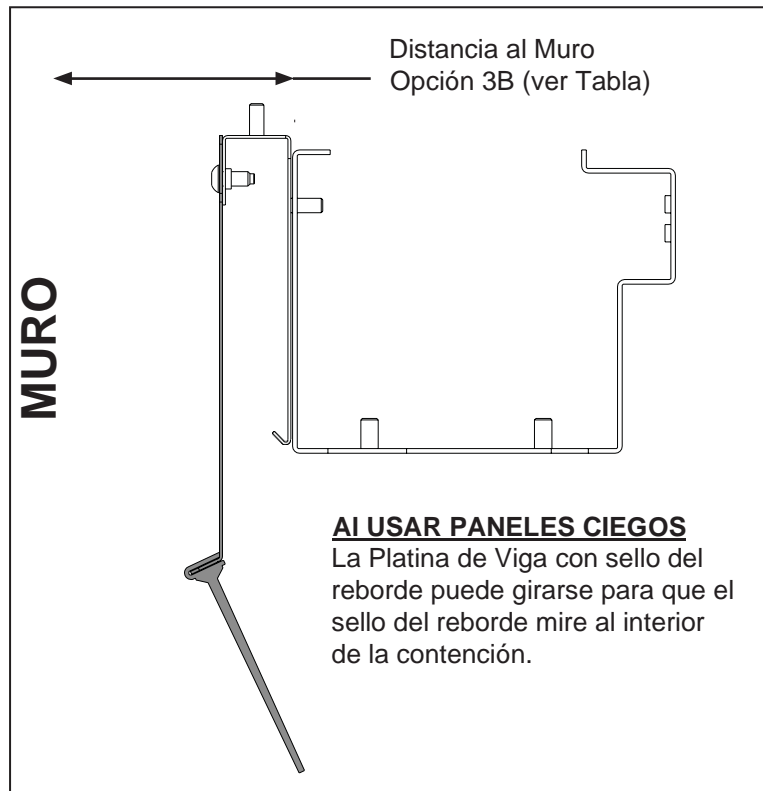 Distancia al Muro
Opción 3B (ver Tabla)
MURO
Al USAR PANELES CIEGOS
La Platina de Viga con sello del
reborde puede girarse para que el
sello del reborde mire al interior
de la contención.